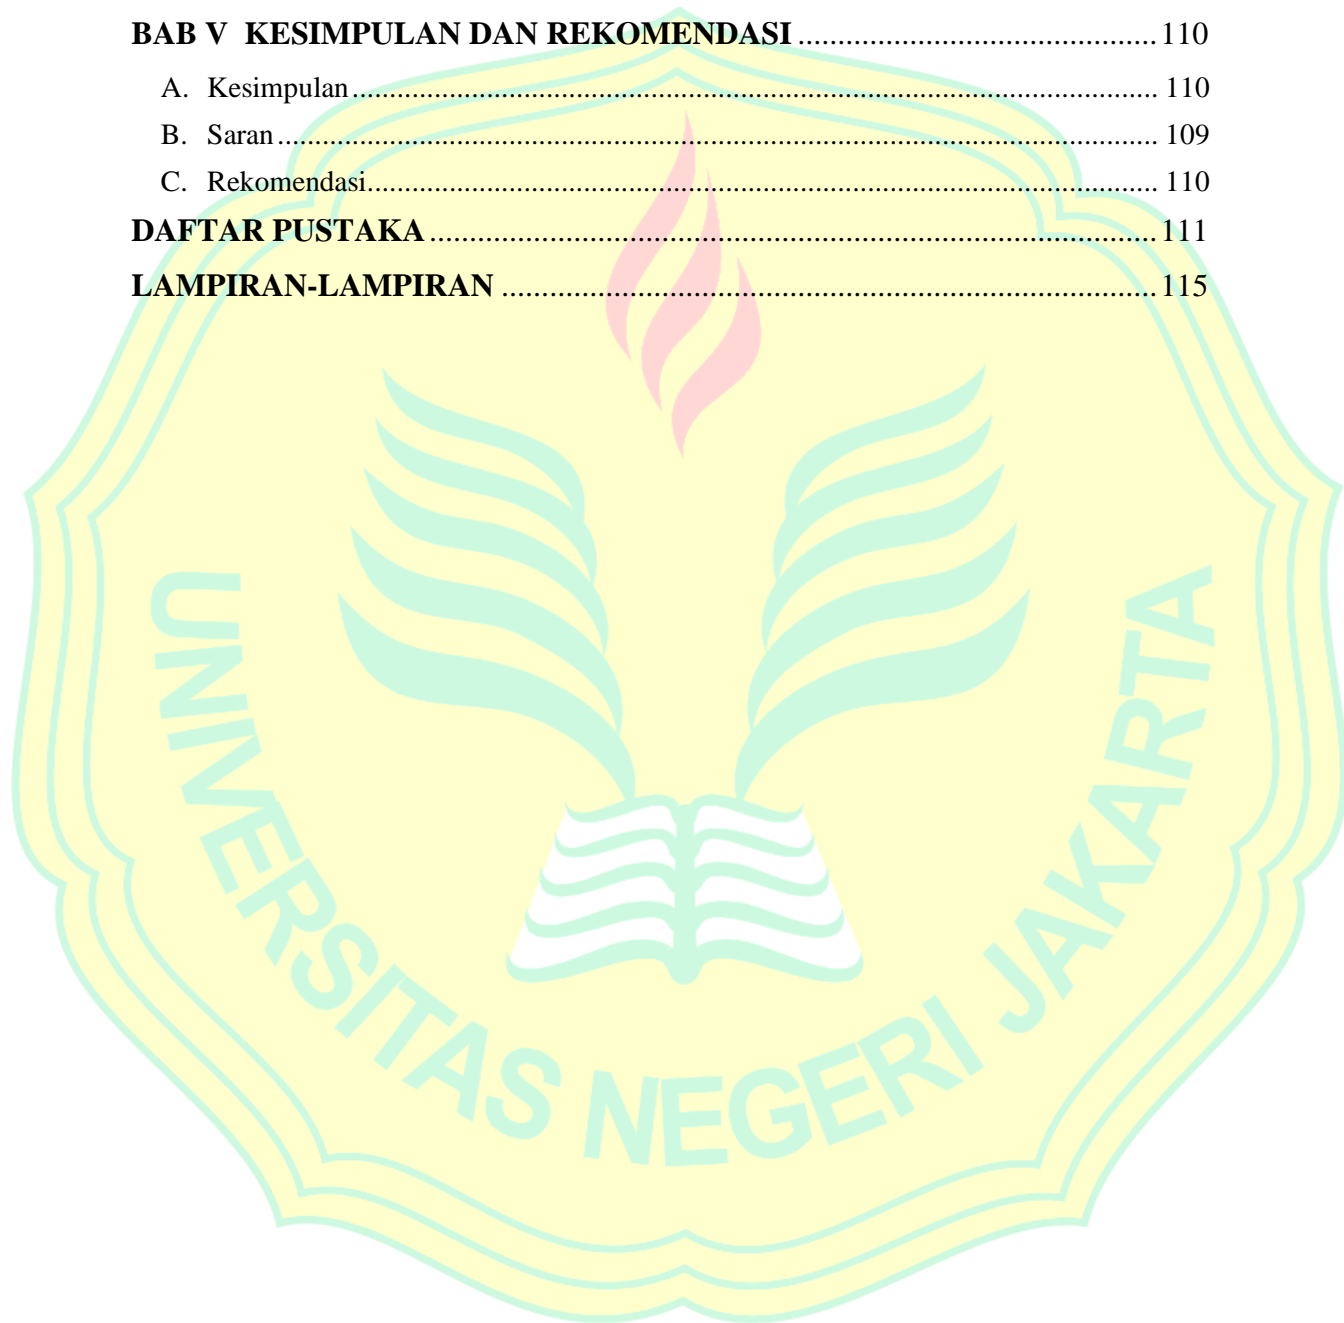 BAB V KESIMPULAN DAN REKOMENDASI ........................................................ 110
A. Kesimpulan ........................................................................................................ 110
B. Saran .................................................................................................................. 109
C. Rekomendasi...................................................................................................... 110
DAFTAR PUSTAKA ............................................................................................... 111
LAMPIRAN-LAMPIRAN ...................................................................................... 115
UNIVERSITAS NEGERI JAKARTA